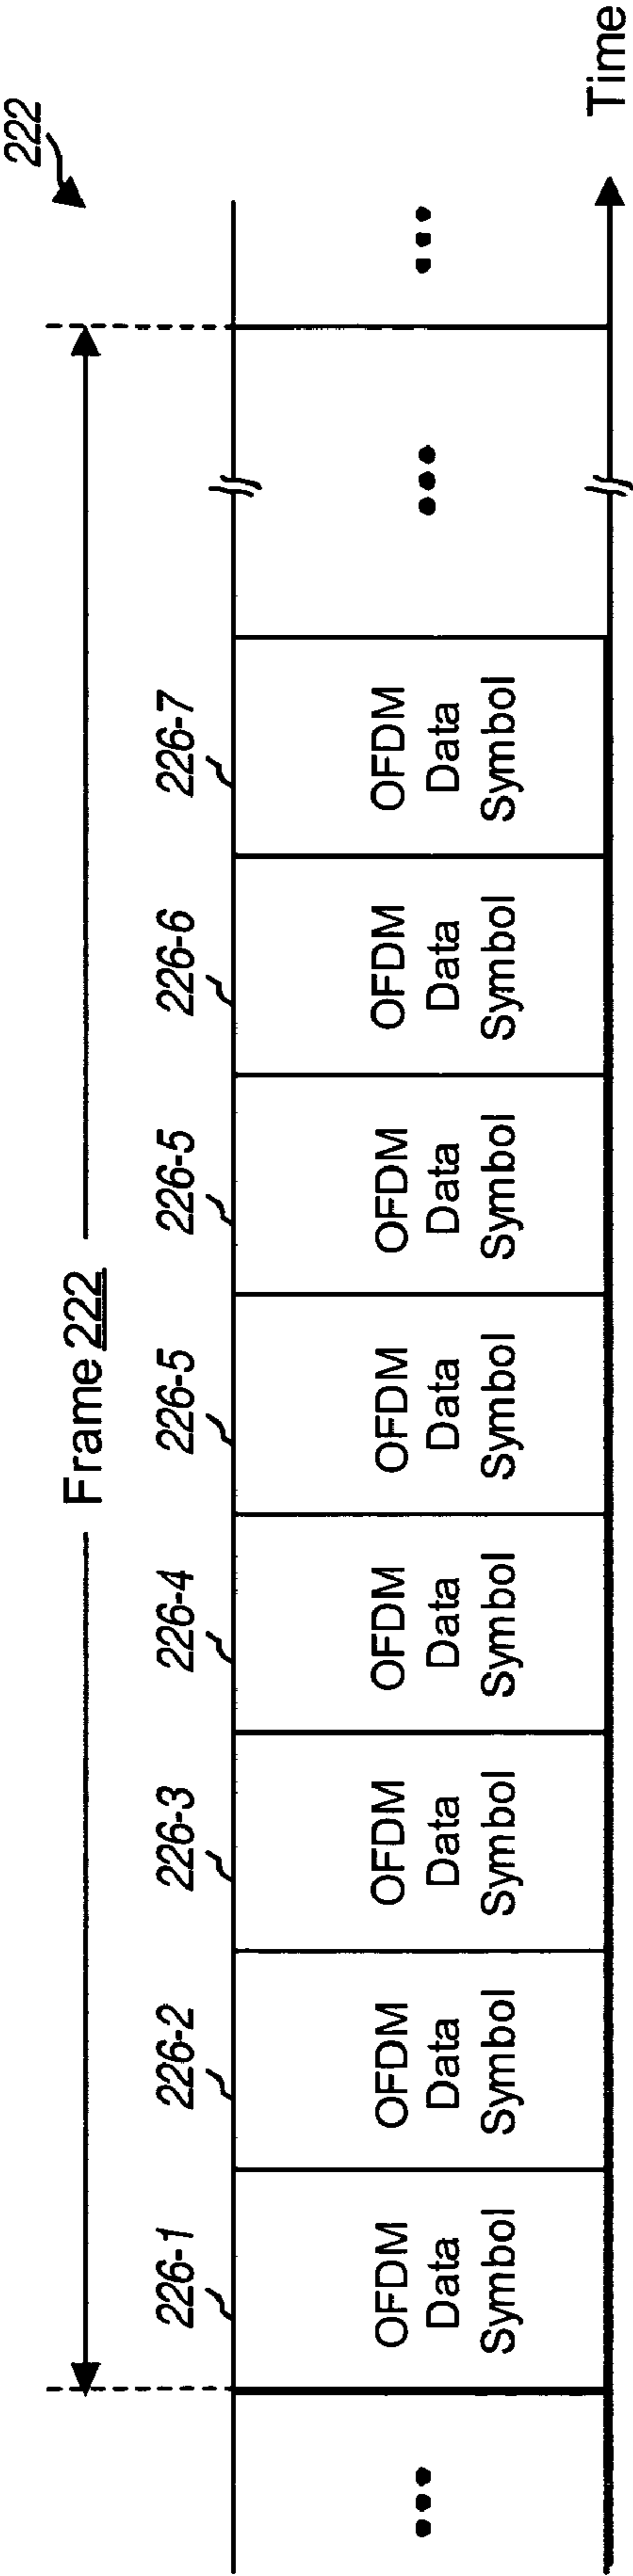 222
Frame 222
226-1
226-2
226-3
226-4
226-5
226-5
226-6
226-7
OFDM
Data
Symbol
OFDM
Data
Symbol
OFDM
Data
Symbol
OFDM
Data
Symbol
OFDM
Data
Symbol
OFDM
Data
Symbol
OFDM
Data
Symbol
OFDM
Data
Symbol
Time